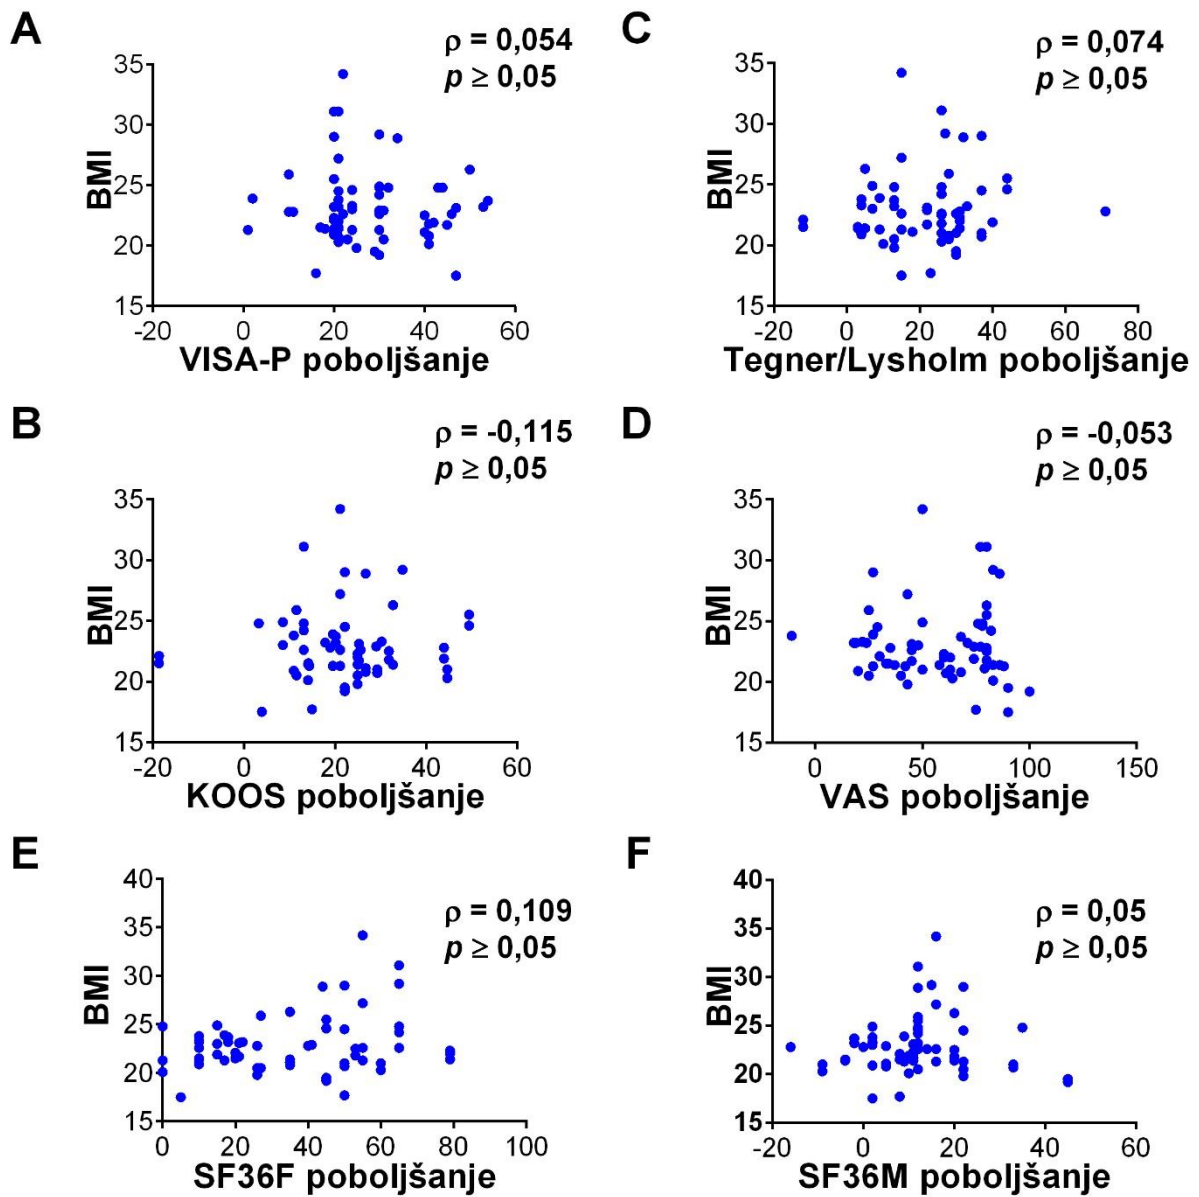 A
ρ = 0,054
p ≥ 0,05
BMI
35
30
25
20
15
-20 0 20 40 60
VISA-P poboljšanje
C
ρ = 0,074
p ≥ 0,05
BMI
35
30
25
20
15
-20 0 20 40 60 80
Tegner/Lysholm poboljšanje
B
ρ = -0,115
p ≥ 0,05
BMI
35
30
25
20
15
-20 0 20 40 60
KOOS poboljšanje
D
ρ = -0,053
p ≥ 0,05
BMI
35
30
25
20
15
0 50 100 150
VAS poboljšanje
E
ρ = 0,109
p ≥ 0,05
BMI
40
35
30
25
20
15
0 20 40 60 80 100
SF36F poboljšanje
F
ρ = 0,05
p ≥ 0,05
BMI
40
35
30
25
20
15
-20 0 20 40 60
SF36M poboljšanje